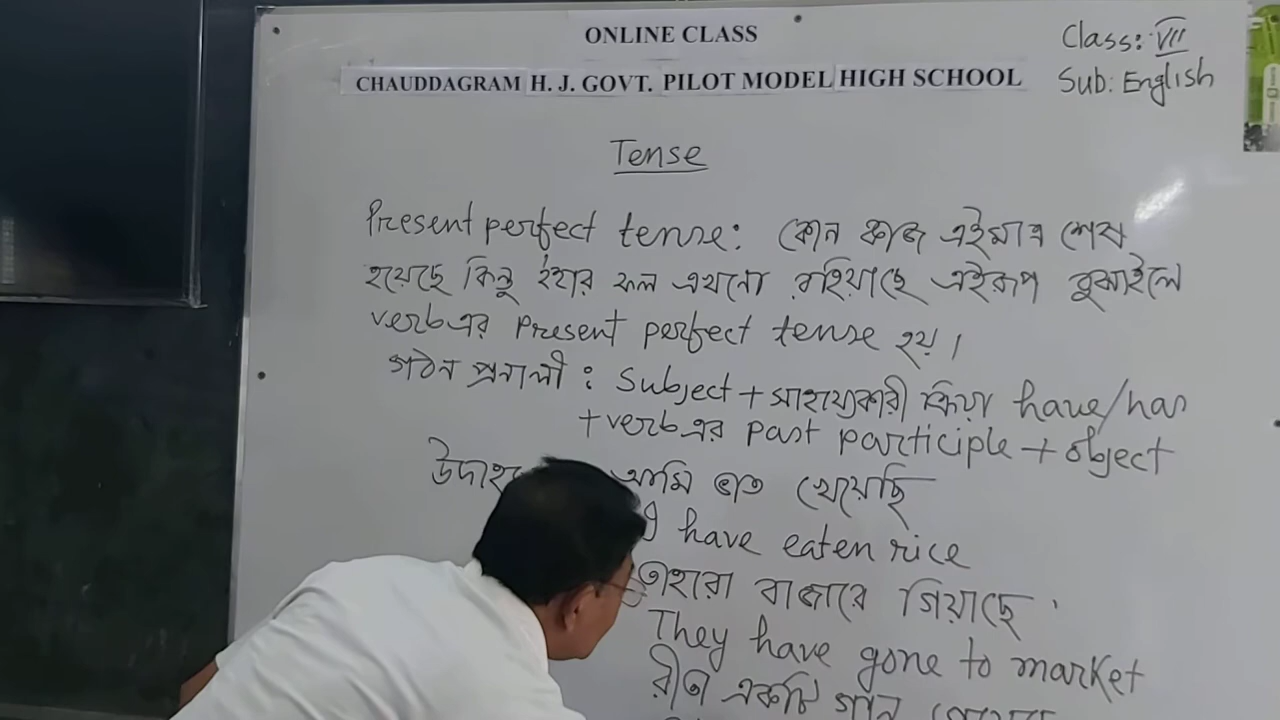 ONLINE CLASS
CHAUDDAGRAM H. J. GOVT. PILOT MODEL HIGH SCHOOL
Class: VII
Sub: English
Tense
Present perfect tense: কোন কাজ এইমাত্র শেষ
হয়েছে কিন্তু ইহার ফল এখনো রহিয়াছে এইরূপ বুঝাইলে
verb এর Present perfect tense হয়।
গঠন প্রনালী : Subject + সাহায্যকারী ক্রিয়া have/has
+ verb এর past participle + object
আমি ভাত খেয়েছি
I have eaten rice
তাহারা বাজারে গিয়াছে
They have gone to market
একটি গান